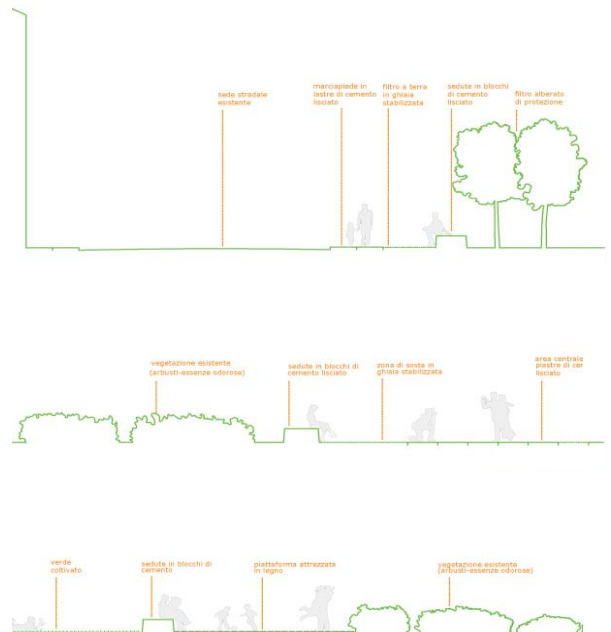 sede stradale
esistente
marciapiede in
lastre di cemento
lisciato
filtro a terra
in ghiaia
stabilizzata
sedute in blocchi
di cemento
lisciato
filtro alberato
di protezione
vegetazione esistente
(arbusti-essenze odorose)
sedute in blocchi di
cemento lisciato
zona di sosta in
ghiaia stabilizzata
area centrale
piastre di cer
lisciato
verde
coltivato
sedute in blocchi di
cemento
piattaforma attrezzata
in legno
vegetazione esistente
(arbusti-essenze odorose)